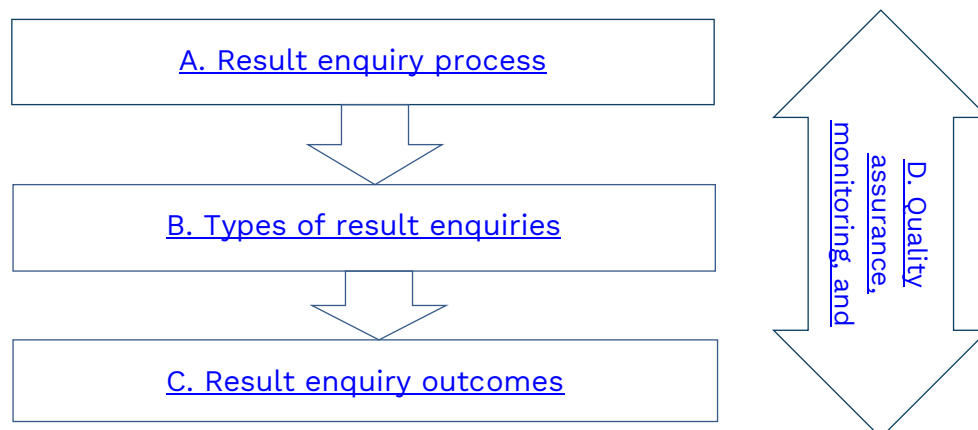 A. Result enquiry process
B. Types of result enquiries
C. Result enquiry outcomes
D. Quality
assurance,
monitoring, and